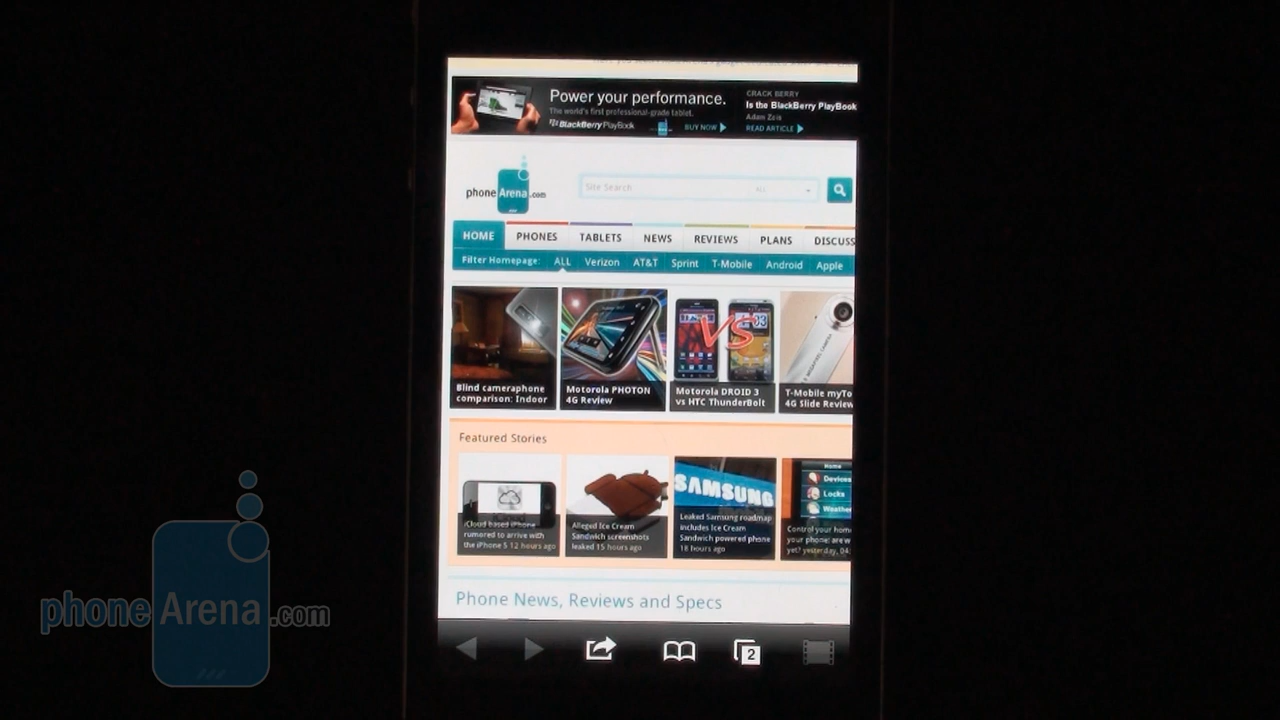 Power your performance.
The world's first professional-grade tablet.
BlackBerry PlayBook
BUY NOW
CRACK BERRY
Is the BlackBerry PlayBook
Adam Zeis
READ ARTICLE
phoneArena.com
Site Search
HOME PHONES TABLETS NEWS REVIEWS PLANS DISCUSS
Filter Homepage: ALL Verizon AT&T Sprint T-Mobile Android Apple
Blind cameraphone
comparison: Indoor
Motorola PHOTON
4G Review
VS
Motorola DROID 3
vs HTC ThunderBolt
MEGAPIXEL CAMERA
T-Mobile myTo
4G Slide Review
Featured Stories
iCloud based iPhone
rumored to arrive with
the iPhone 5 12 hours ago
Alleged Ice Cream
Sandwich screenshots
leaked 15 hours ago
SAMSUNG
Leaked Samsung roadmap
includes Ice Cream
Sandwich powered phone
18 hours ago
Home
Devices
Locks
Weather
Control your home
your phone: are w
yet? yesterday, 04
Phone News, Reviews and Specs
2
phoneArena.com